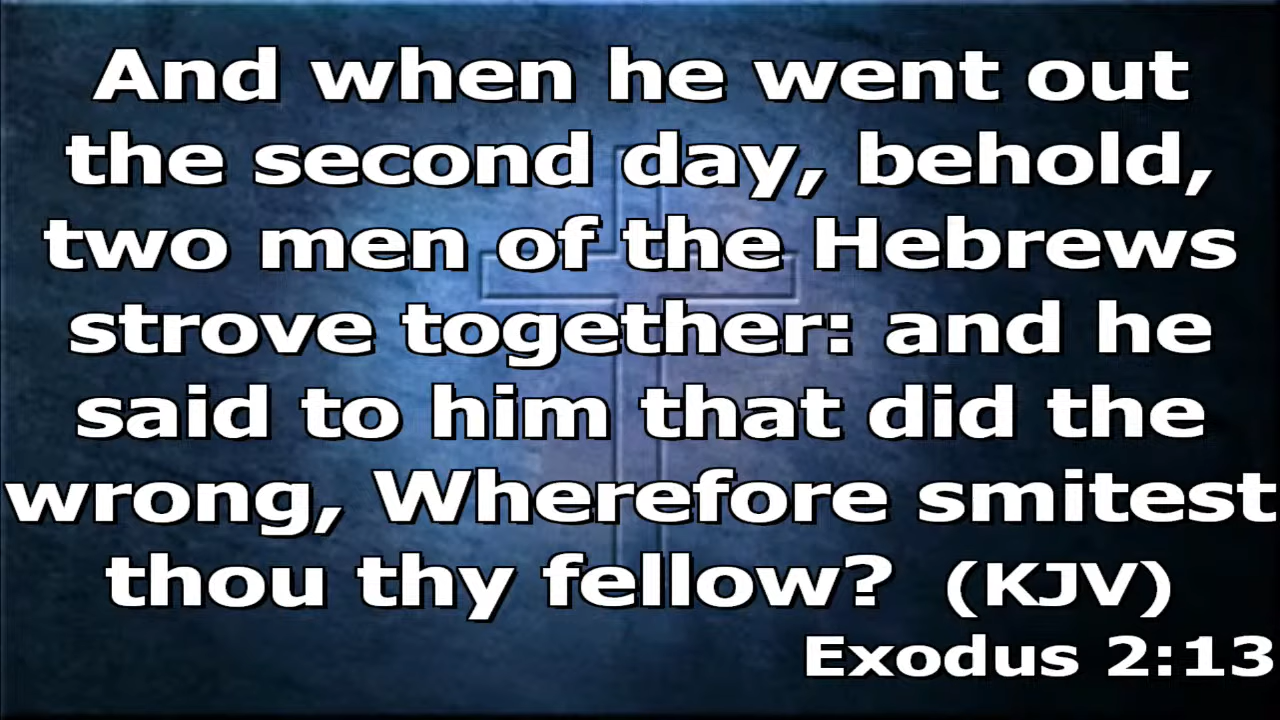 And when he went out
the second day, behold,
two men of the Hebrews
strove together: and he
said to him that did the
wrong, Wherefore smitest
thou thy fellow? (KJV)
Exodus 2:13